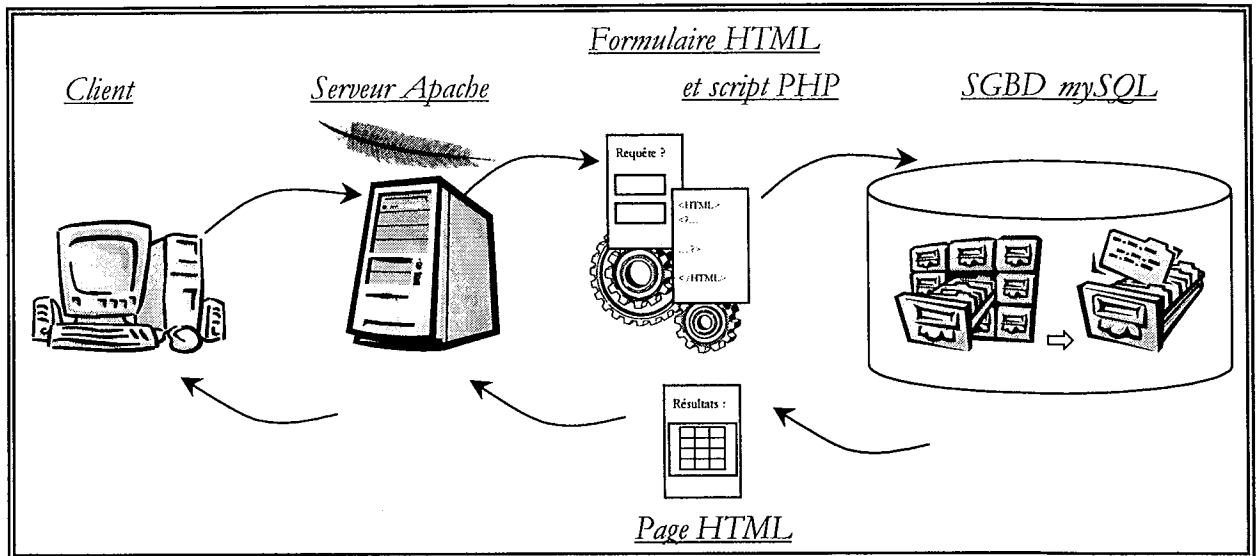 Formulaire HTML
Client
Serveur Apache
et script PHP
SGBD mySQL
Requête ?
<HTML>
<?...
...?>
</HTML>
Résultats :
Page HTML